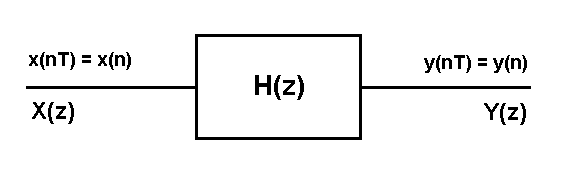 x(nT) = x(n)
X(z)
H(z)
y(nT) = y(n)
Y(z)